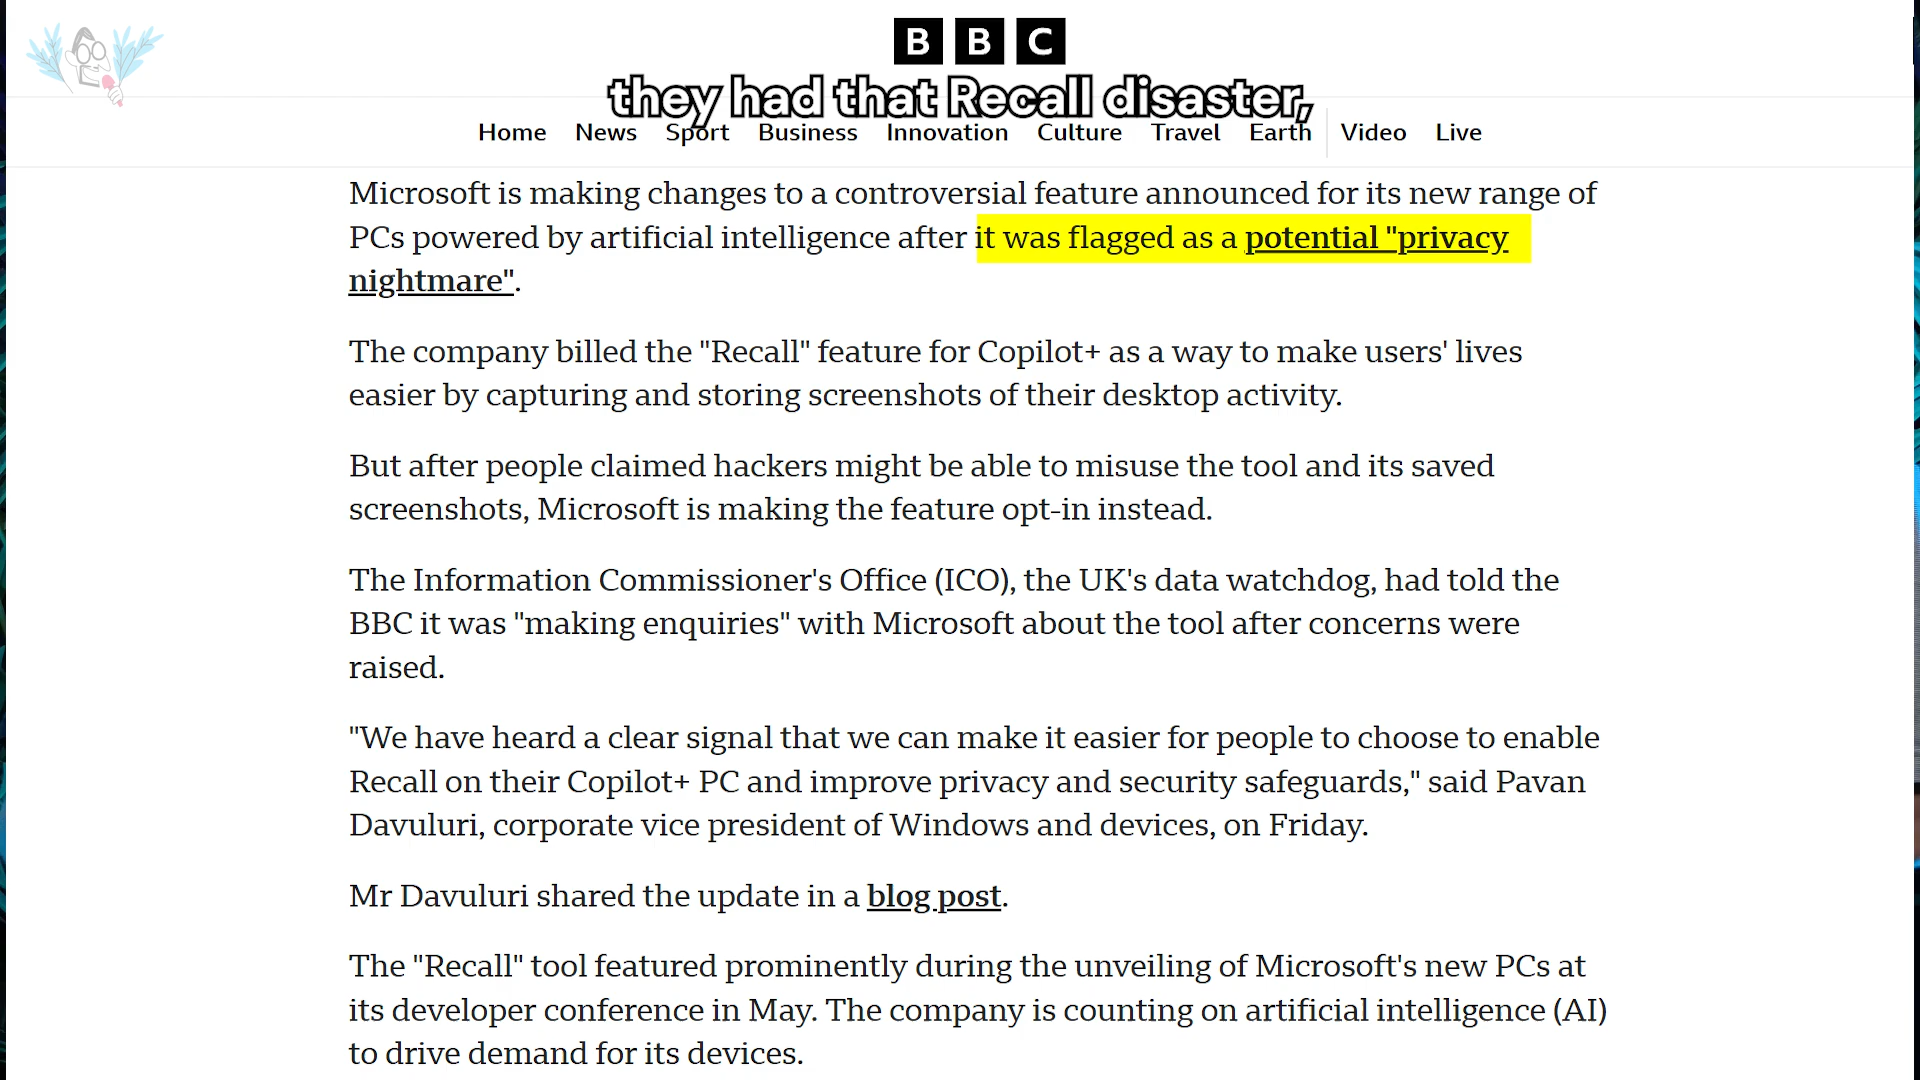 BBC
they had that Recall disaster,
Home News Sport Business Innovation Culture Travel Earth Video Live
Microsoft is making changes to a controversial feature announced for its new range of
PCs powered by artificial intelligence after it was flagged as a potential "privacy
nightmare".
The company billed the "Recall" feature for Copilot+ as a way to make users' lives
easier by capturing and storing screenshots of their desktop activity.
But after people claimed hackers might be able to misuse the tool and its saved
screenshots, Microsoft is making the feature opt-in instead.
The Information Commissioner's Office (ICO), the UK's data watchdog, had told the
BBC it was "making enquiries" with Microsoft about the tool after concerns were
raised.
"We have heard a clear signal that we can make it easier for people to choose to enable
Recall on their Copilot+ PC and improve privacy and security safeguards," said Pavan
Davuluri, corporate vice president of Windows and devices, on Friday.
Mr Davuluri shared the update in a blog post.
The "Recall" tool featured prominently during the unveiling of Microsoft's new PCs at
its developer conference in May. The company is counting on artificial intelligence (AI)
to drive demand for its devices.